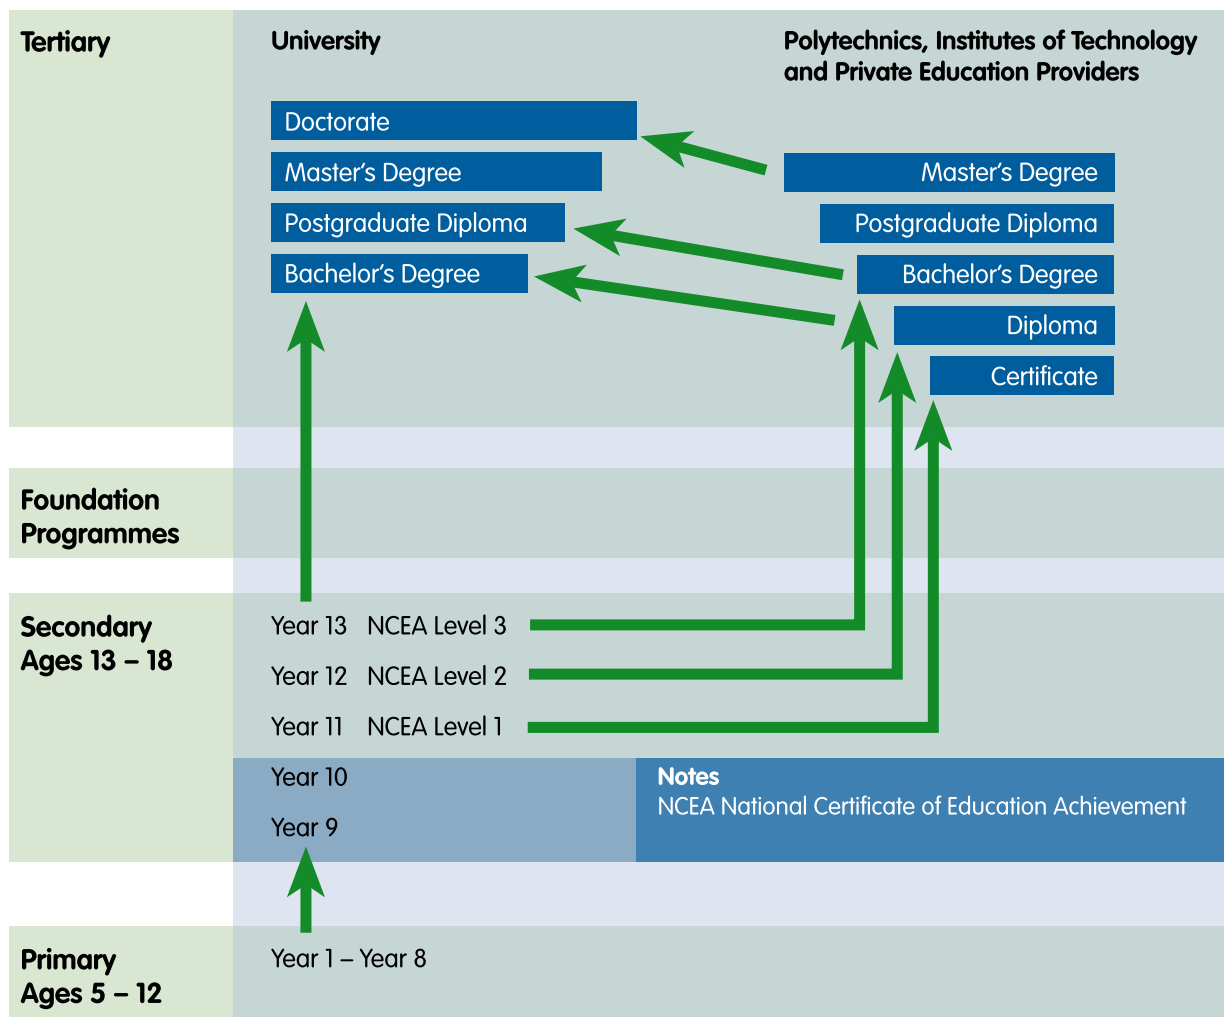 Tertiary
University
Polytechnics, Institutes of Technology
and Private Education Providers
Doctorate
Master's Degree
Postgraduate Diploma
Bachelor's Degree
Master's Degree
Postgraduate Diploma
Bachelor's Degree
Diploma
Certificate
Foundation
Programmes
Secondary
Ages 13 – 18
Year 13 NCEA Level 3
Year 12 NCEA Level 2
Year 11 NCEA Level 1
Year 10
Year 9
Notes
NCEA National Certificate of Education Achievement
Primary
Ages 5 – 12
Year 1 – Year 8